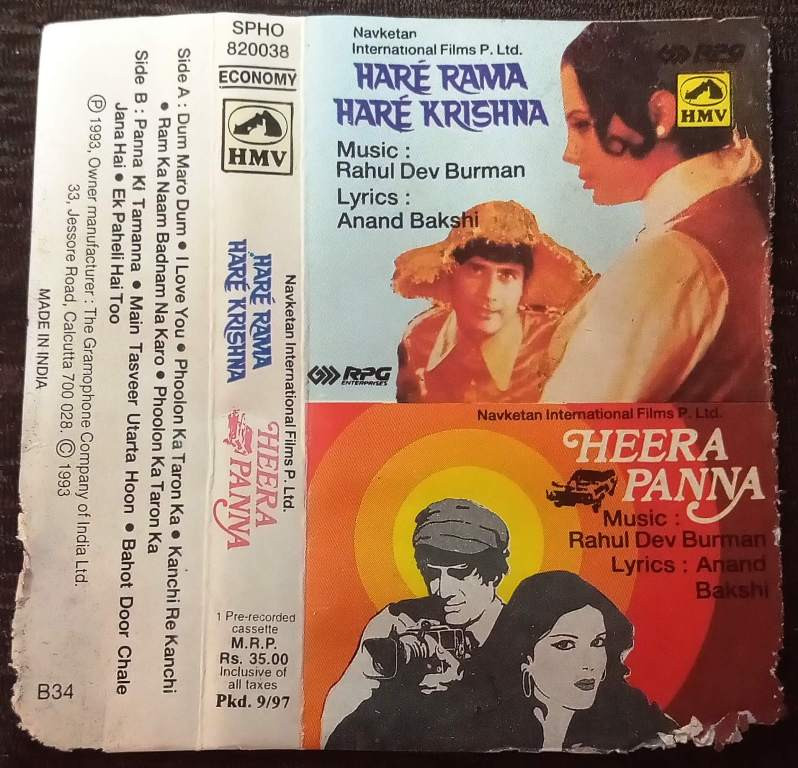 Side A : Dum Maro Dum • I Love You • Phoolon Ka Taron Ka • Kanchi Re Kanchi
• Ram Ka Naam Badnam Na Karo • Phoolon Ka Taron Ka
Side B : Panna Ki Tamanna • Main Tasveer Utarta Hoon • Bahot Door Chale
Jana Hai • Ek Paheli Hai Too
Ⓟ 1993, Owner manufacturer : The Gramophone Company of India Ltd.
33, Jessore Road, Calcutta 700 028. © 1993
MADE IN INDIA
B34
SPHO
820038
ECONOMY
HMV
Navketan International Films P. Ltd.
HARÉ RAMA
HARÉ KRISHNA
HEERA
PANNA
1 Pre-recorded
cassette
M.R.P.
Rs. 35.00
Inclusive of
all taxes
Pkd. 9/97
Navketan
International Films P. Ltd.
HARÉ RAMA
HARÉ KRISHNA
Music :
Rahul Dev Burman
Lyrics :
Anand Bakshi
RPG
HMV
RPG
ENTERPRISES
Navketan International Films P. Ltd.
HEERA
PANNA
Music :
Rahul Dev Burman
Lyrics : Anand
Bakshi